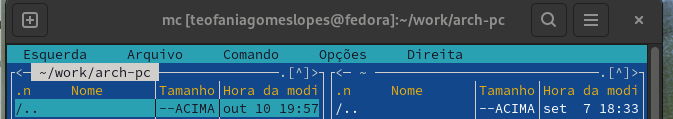 mc [teofaniagomeslopes@fedora]:~/work/arch-pc
Esquerda Arquivo Comando Opções Direita
<— ~/work/arch-pc .[^]> <— ~ .[^]>
.n Nome Tamanho Hora da modi .n Nome Tamanho Hora da modi
/.. --ACIMA out 10 19:57 /.. --ACIMA set 7 18:33